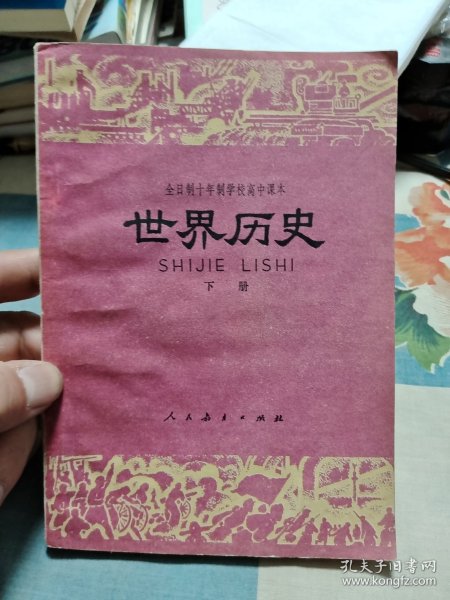 全日制十年制学校高中课本
世界历史
SHIJIE LISHI
下 册
人民教育出版社
孔夫子旧书网
www.kongfz.com